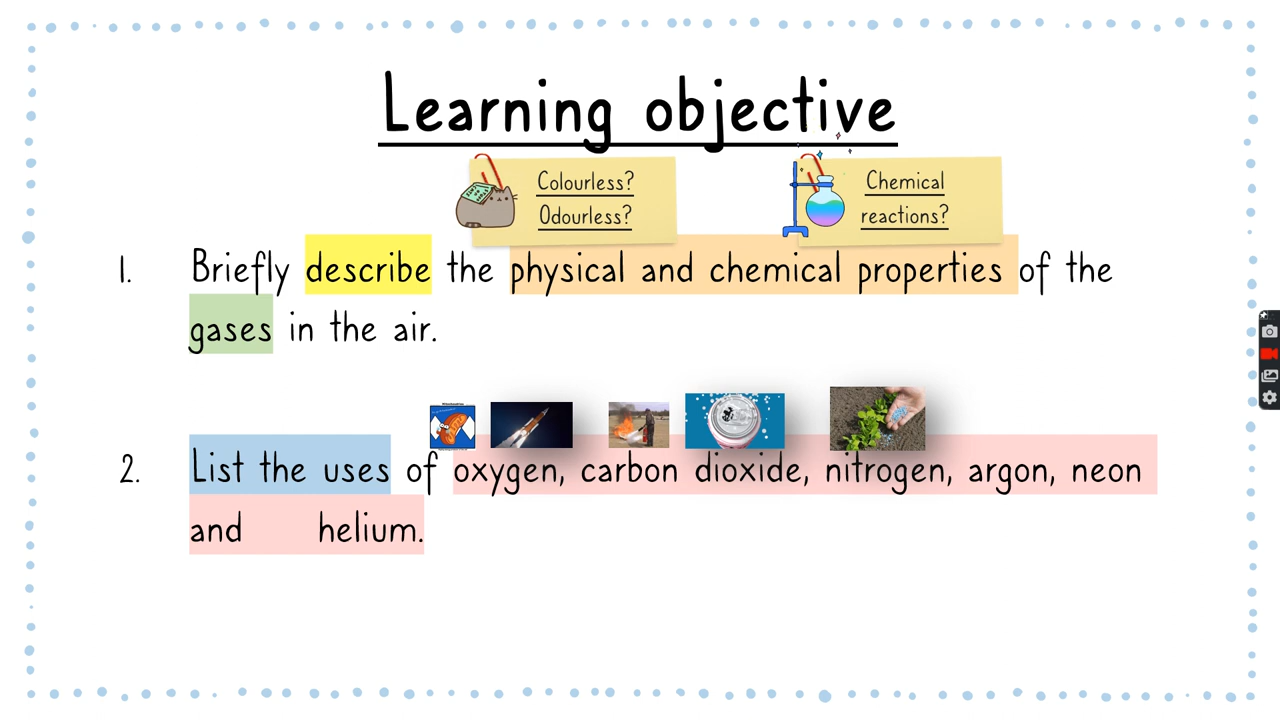 Learning objective
Colourless?
Odourless?
Chemical
reactions?
1. Briefly describe the physical and chemical properties of the
gases in the air.
2. List the uses of oxygen, carbon dioxide, nitrogen, argon, neon
and helium.